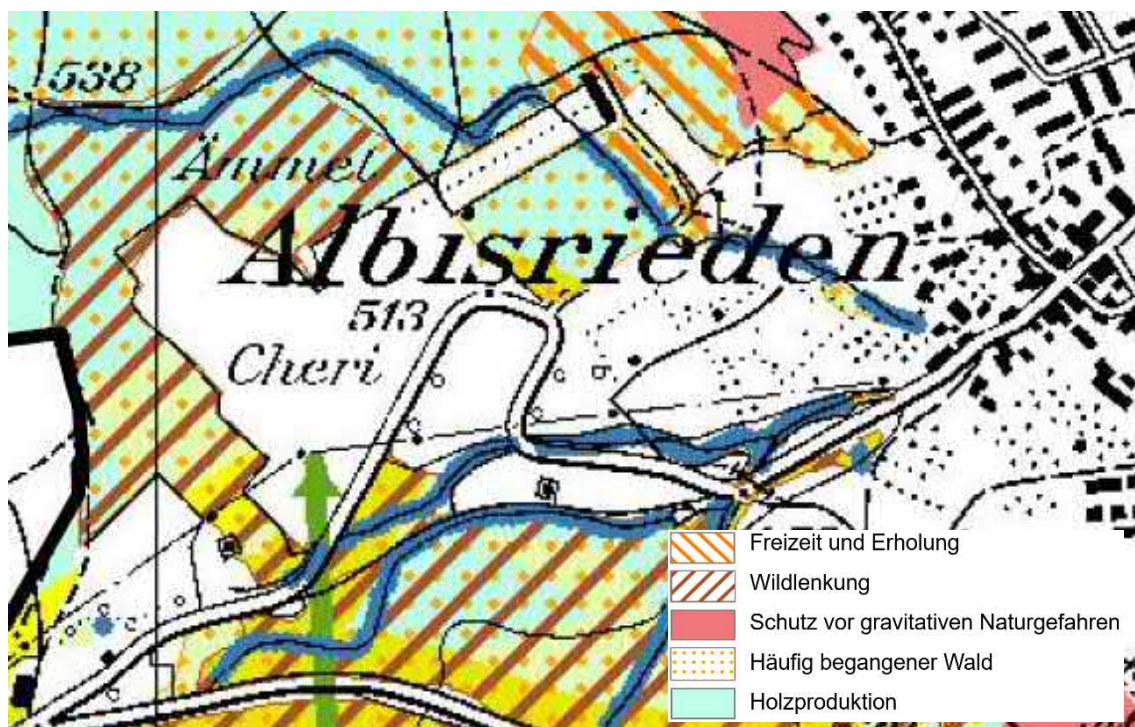 538
Ämmet
Albisrieden
513
Cheri
Freizeit und Erholung
Wildlenkung
Schutz vor gravitativen Naturgefahren
Häufig begangener Wald
Holzproduktion